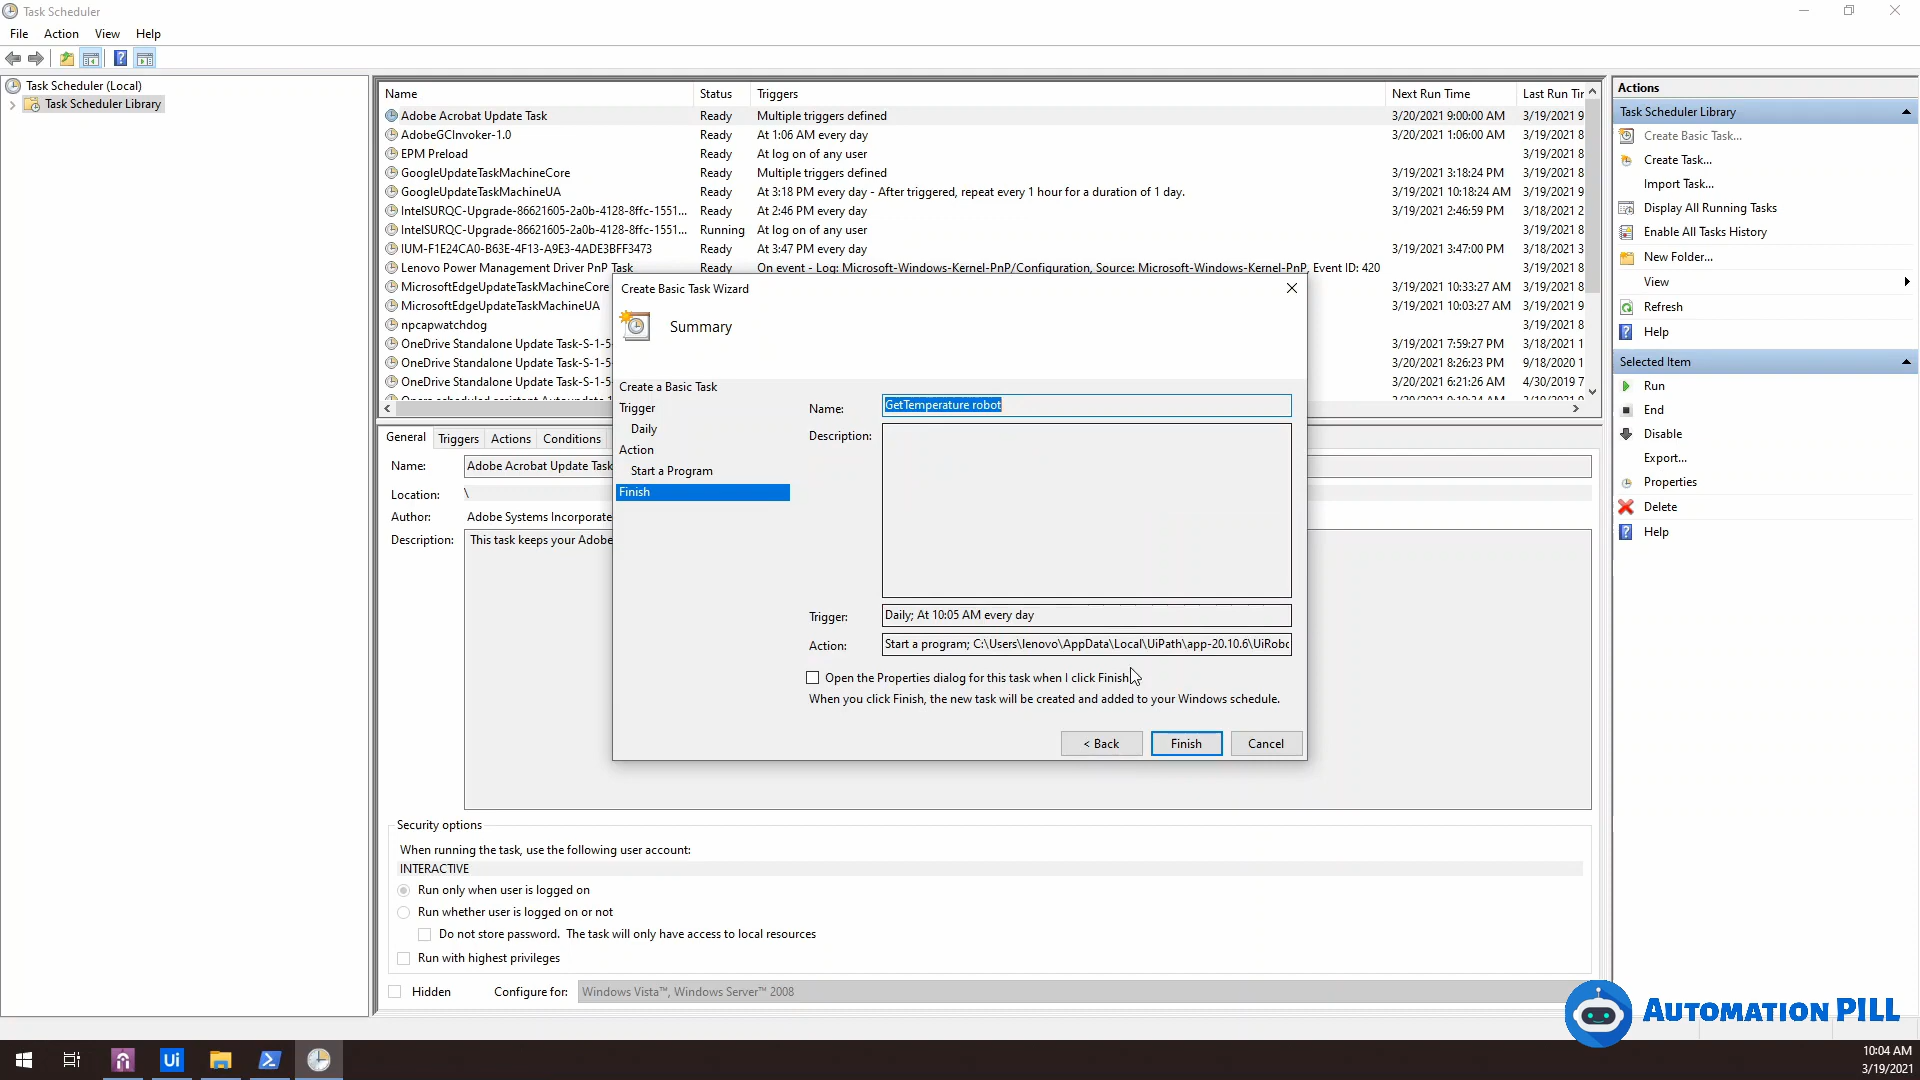 Task Scheduler
File Action View Help
Task Scheduler (Local)
Task Scheduler Library
Name Status Triggers Next Run Time Last Run Tir
Adobe Acrobat Update Task Ready Multiple triggers defined 3/20/2021 9:00:00 AM 3/19/2021 9
AdobeGCInvoker-1.0 Ready At 1:06 AM every day 3/20/2021 1:06:00 AM 3/19/2021 9
EPM Preload Ready At log on of any user 3/19/2021 8
GoogleUpdateTaskMachineCore Ready Multiple triggers defined 3/19/2021 3:18:24 PM 3/19/2021 8
GoogleUpdateTaskMachineUA Ready At 3:18 PM every day - After triggered, repeat every 1 hour for a duration of 1 day. 3/19/2021 10:18:24 AM 3/19/2021 9
IntelSURQC-Upgrade-86621605-2a0b-4128-8ffc-1551... Ready At 2:46 PM every day 3/19/2021 2:46:59 PM 3/18/2021 2
IntelSURQC-Upgrade-86621605-2a0b-4128-8ffc-1551... Running At log on of any user 3/19/2021 8
IUM-F1E24CA0-B63E-4F13-A9E3-4ADE3BFF3473 Ready At 3:47 PM every day 3/19/2021 3:47:00 PM 3/18/2021 3
Lenovo Power Management Driver PnP Task Ready On event - Log: Microsoft-Windows-Kernel-PnP/Configuration, Source: Microsoft-Windows-Kernel-PnP, Event ID: 420 3/19/2021 8
MicrosoftEdgeUpdateTaskMachineCore 3/19/2021 10:33:27 AM 3/19/2021 8
MicrosoftEdgeUpdateTaskMachineUA 3/19/2021 10:03:27 AM 3/19/2021 9
npcapwatchdog 3/19/2021 8
OneDrive Standalone Update Task-S-1-5 3/19/2021 7:59:27 PM 3/18/2021 1
OneDrive Standalone Update Task-S-1-5 3/20/2021 8:26:23 PM 9/18/2020 1
OneDrive Standalone Update Task-S-1-5 3/20/2021 6:21:26 AM 4/30/2019 7
General Triggers Actions Conditions
Name: Adobe Acrobat Update Task
Location: \
Author: Adobe Systems Incorporate
Description: This task keeps your Adobe
Security options
When running the task, use the following user account:
INTERACTIVE
Run only when user is logged on
Run whether user is logged on or not
Do not store password. The task will only have access to local resources
Run with highest privileges
Hidden Configure for: Windows Vista™, Windows Server™ 2008
Create Basic Task Wizard
Summary
Create a Basic Task
Trigger
Daily
Action
Start a Program
Finish
Name: GetTemperature robot
Description:
Trigger: Daily; At 10:05 AM every day
Action: Start a program; C:\Users\lenovo\AppData\Local\UiPath\app-20.10.6\UiRobc
Open the Properties dialog for this task when I click Finish
When you click Finish, the new task will be created and added to your Windows schedule.
< Back Finish Cancel
Actions
Task Scheduler Library
Create Basic Task...
Create Task...
Import Task...
Display All Running Tasks
Enable All Tasks History
New Folder...
View
Refresh
Help
Selected Item
Run
End
Disable
Export...
Properties
Delete
Help
AUTOMATION PILL
Ui
10:04 AM
3/19/2021